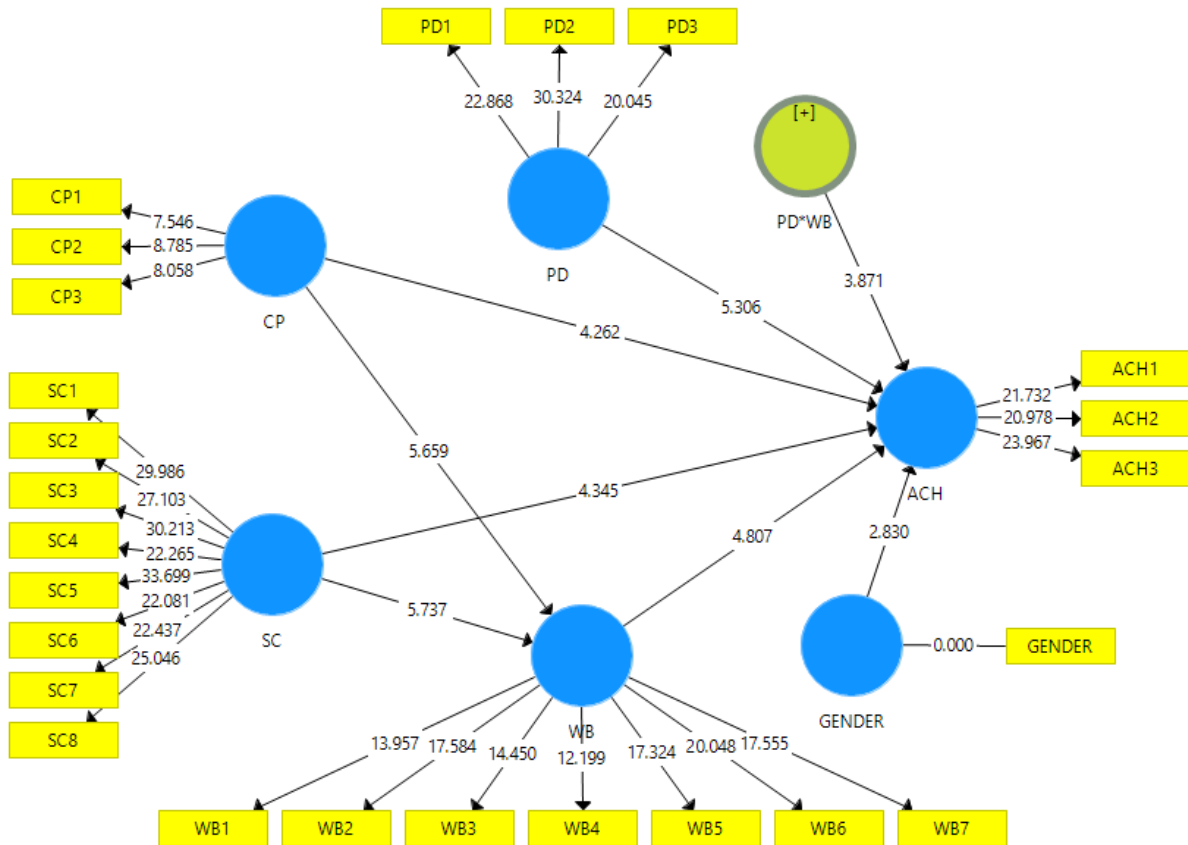 PD1 PD2 PD3
22.868 30.324 20.045
[+]
PD*WB
PD
CP1
CP2
CP3
7.546
8.785
8.058
CP
3.871
5.306
4.262
ACH1
ACH2
ACH3
21.732
20.978
23.967
ACH
SC1
SC2
SC3
SC4
SC5
SC6
SC7
SC8
29.986
27.103
30.213
22.265
33.699
22.081
22.437
25.046
SC
5.659
4.345
5.737
4.807
2.830
0.000
GENDER
GENDER
WB
13.957 17.584 14.450 12.199 17.324 20.048 17.555
WB1 WB2 WB3 WB4 WB5 WB6 WB7